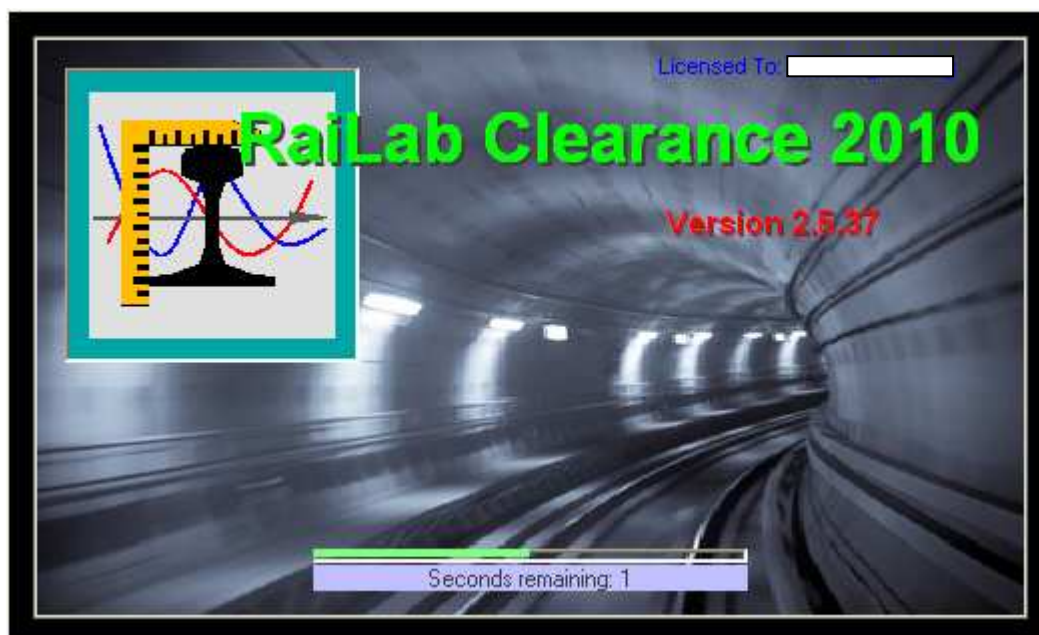 Licensed To:
RaiLab Clearance 2010
Version 2.5.37
Seconds remaining: 1